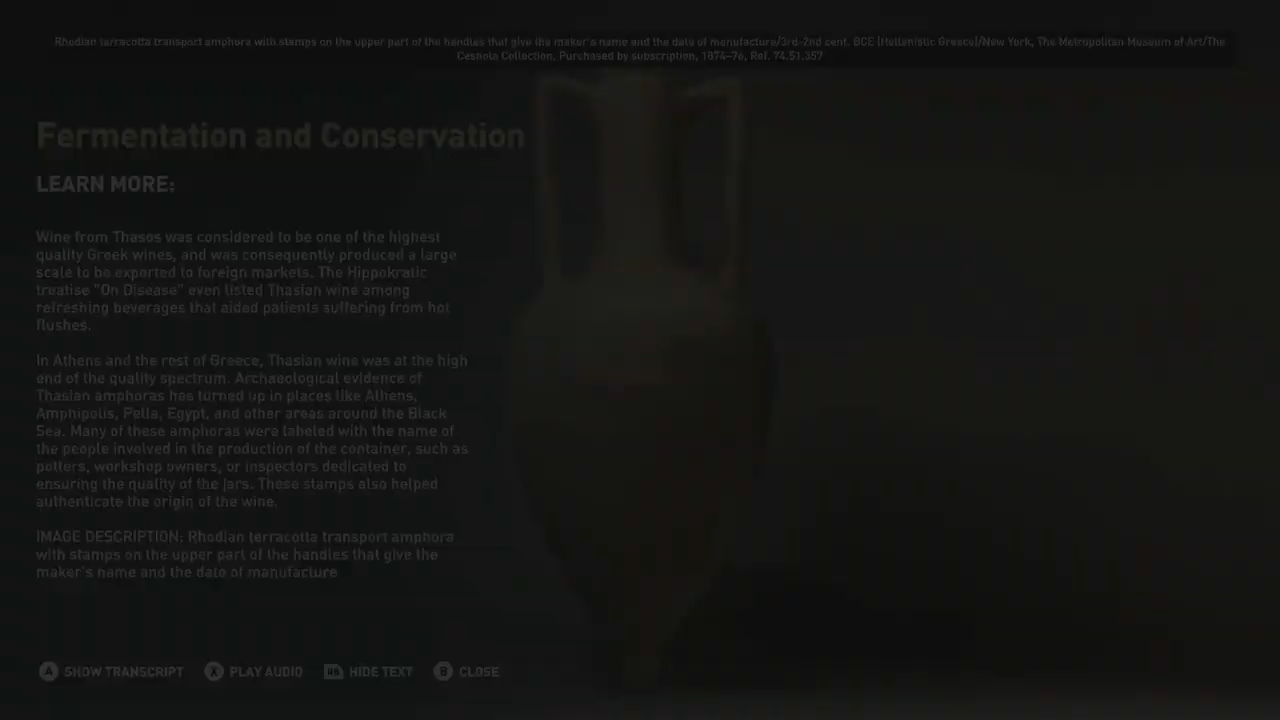 Rhodian terracotta transport amphora with stamps on the upper part of the handles that give the maker's name and the date of manufacture/3rd-2nd cent. BCE (Hellenistic Greece)/New York, The Metropolitan Museum of Art/The
Cesnola Collection, Purchased by subscription, 1874–76, Ref. 74.51.357
Fermentation and Conservation
LEARN MORE:
Wine from Thasos was considered to be one of the highest
quality Greek wines, and was consequently produced a large
scale to be exported to foreign markets. The Hippokratic
treatise "On Disease" even listed Thasian wine among
refreshing beverages that aided patients suffering from hot
flushes.
In Athens and the rest of Greece, Thasian wine was at the high
end of the quality spectrum. Archaeological evidence of
Thasian amphoras has turned up in places like Athens,
Amphipolis, Pella, Egypt, and other areas around the Black
Sea. Many of these amphoras were labeled with the name of
the people involved in the production of the container, such as
potters, workshop owners, or inspectors dedicated to
ensuring the quality of the jars. These stamps also helped
authenticate the origin of the wine.
IMAGE DESCRIPTION: Rhodian terracotta transport amphora
with stamps on the upper part of the handles that give the
maker's name and the date of manufacture
A SHOW TRANSCRIPT X PLAY AUDIO RB HIDE TEXT B CLOSE